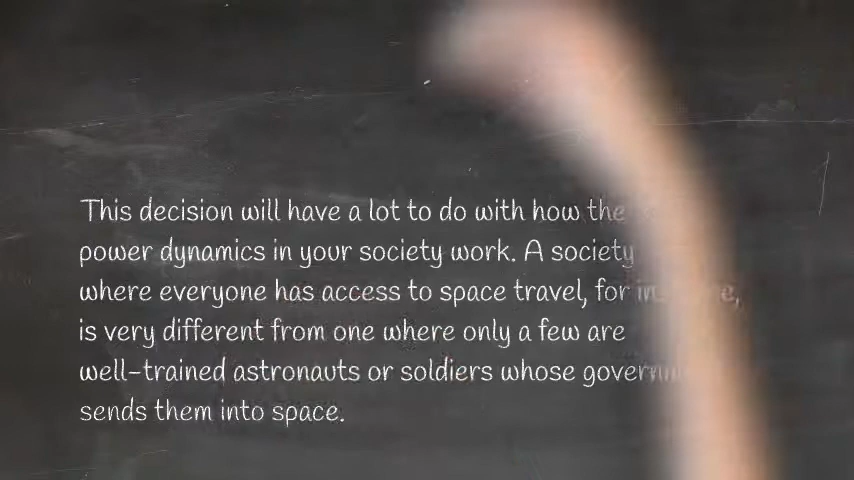 This decision will have a lot to do with how the
power dynamics in your society work. A society
where everyone has access to space travel, for
is very different from one where only a few are
well-trained astronauts or soldiers whose
sends them into space.